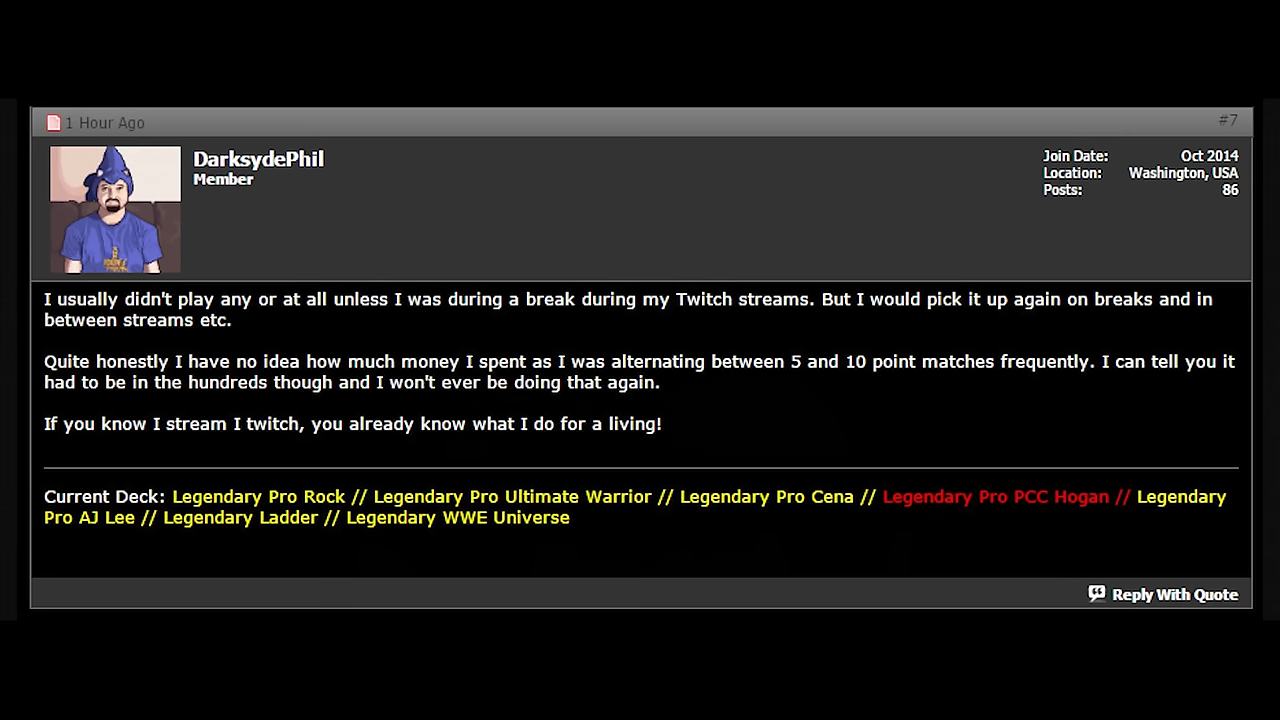 1 Hour Ago
#7
DarksydePhil
Member
Join Date: Oct 2014
Location: Washington, USA
Posts: 86
I usually didn't play any or at all unless I was during a break during my Twitch streams. But I would pick it up again on breaks and in
between streams etc.
Quite honestly I have no idea how much money I spent as I was alternating between 5 and 10 point matches frequently. I can tell you it
had to be in the hundreds though and I won't ever be doing that again.
If you know I stream I twitch, you already know what I do for a living!
Current Deck: Legendary Pro Rock // Legendary Pro Ultimate Warrior // Legendary Pro Cena // Legendary Pro PCC Hogan // Legendary
Pro AJ Lee // Legendary Ladder // Legendary WWE Universe
Reply With Quote